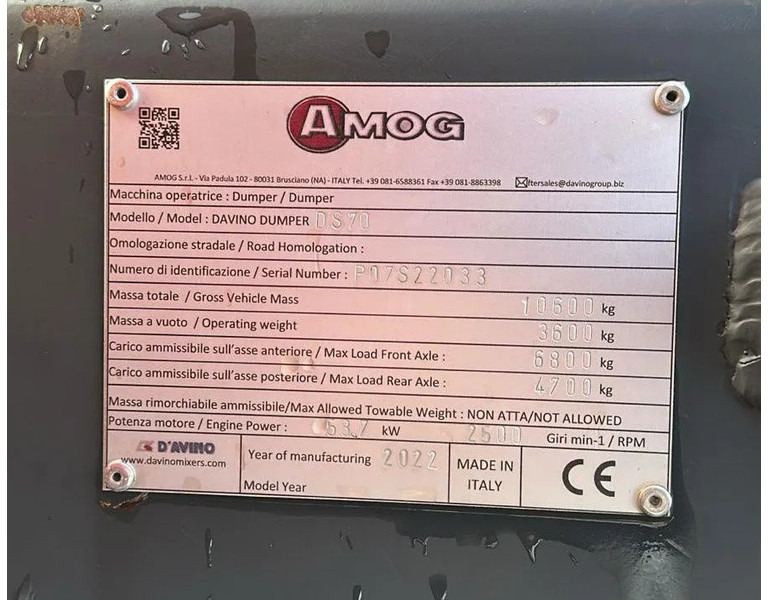 AMOG
AMOG S.r.l. - Via Padula 102 - 80031 Brusciano (NA) - ITALY Tel. +39 081-6588361 Fax +39 081-8863398 ftersales@davinogroup.biz
Macchina operatrice : Dumper / Dumper
Modello / Model : DAVINO DUMPER DS70
Omologazione stradale / Road Homologation :
Numero di identificazione / Serial Number : P07S22033
Massa totale / Gross Vehicle Mass 10600 kg
Massa a vuoto / Operating weight 3600 kg
Carico ammissibile sull'asse anteriore / Max Load Front Axle : 6800 kg
Carico ammissibile sull'asse posteriore / Max Load Rear Axle : 4700 kg
Massa rimorchiabile ammissibile/Max Allowed Towable Weight : NON ATTA/NOT ALLOWED
Potenza motore / Engine Power : 53,7 kW 2500 Giri min-1 / RPM
D'AVINO
www.davinomixers.com
Year of manufacturing 2022
Model Year
MADE IN
ITALY
CE